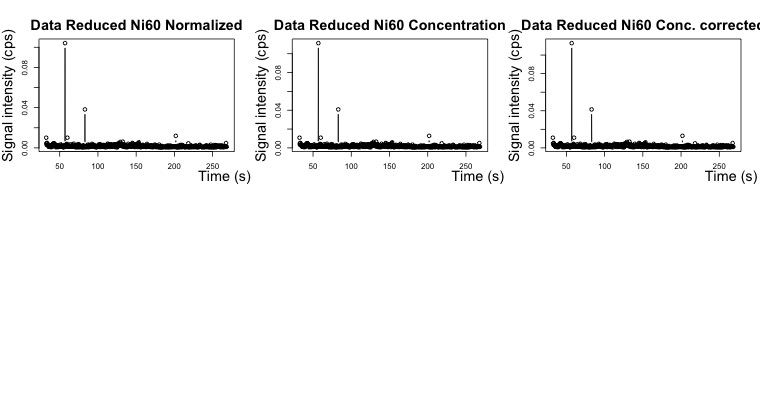 Data Reduced Ni60 Normalized
Signal intensity (cps)
0.00 0.04 0.08
50 100 150 200 250
Time (s)
Data Reduced Ni60 Concentration
Signal intensity (cps)
0.00 0.04 0.08
50 100 150 200 250
Time (s)
Data Reduced Ni60 Conc. corrected
Signal intensity (cps)
0.00 0.04 0.08
50 100 150 200 250
Time (s)